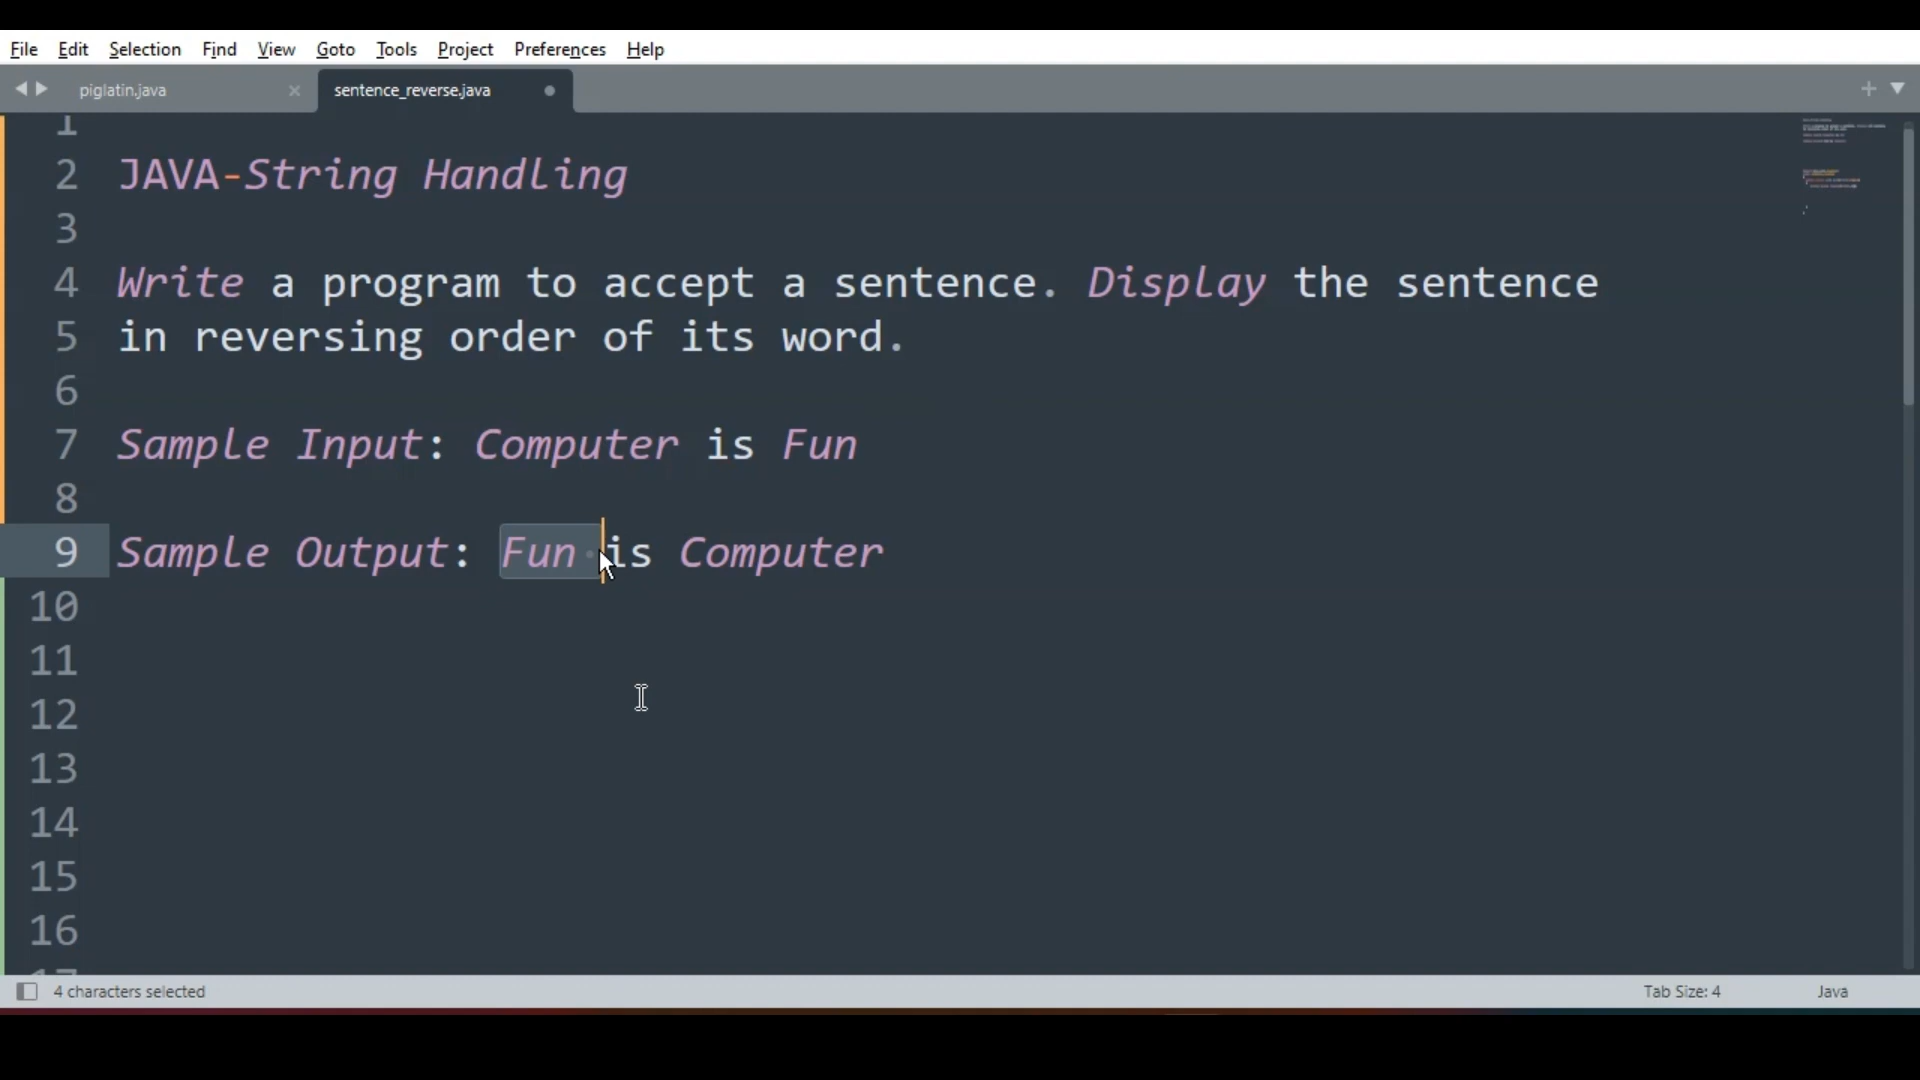 File Edit Selection Find View Goto Tools Project Preferences Help
piglatin.java sentence_reverse.java
1
2 JAVA-String Handling
3
4 Write a program to accept a sentence. Display the sentence
5 in reversing order of its word.
6
7 Sample Input: Computer is Fun
8
9 Sample Output: Fun is Computer
10
11
12
13
14
15
16
17
4 characters selected Tab Size: 4 Java